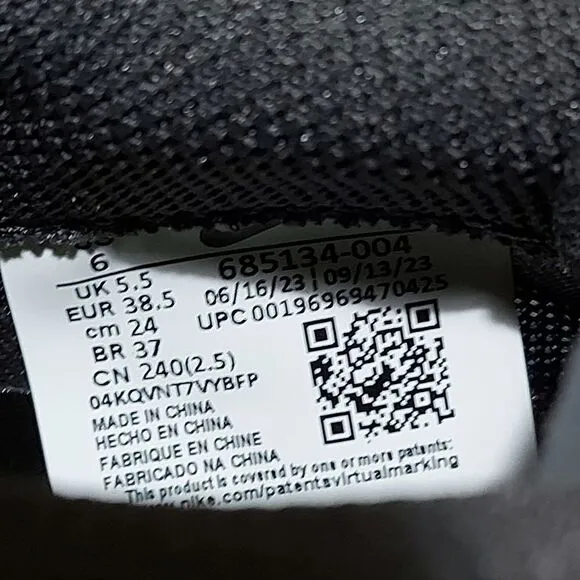 6
UK 5.5
EUR 38.5
cm 24
BR 37
CN 240(2.5)
04KQVNT7VYBFP
MADE IN CHINA
HECHO EN CHINA
FABRIQUE EN CHINE
FABRICADO NA CHINA
685134-004
06/16/23 | 09/13/23
UPC 00196969470425
This product is covered by one or more patents:
www.nike.com/patentsvirtualmarking